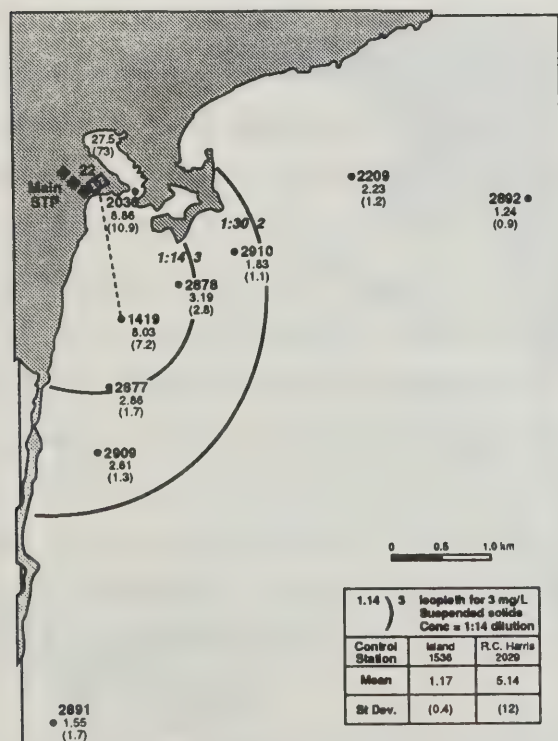 27.5
(73)
22
Main
STP
2036
8.86
(10.9)
2209
2.23
(1.2)
2892
1.24
(0.9)
1:30 2
2910
1.83
(1.1)
1:14 3
2878
3.19
(2.8)
1419
8.03
(7.2)
2877
2.86
(1.7)
2909
2.61
(1.3)
0 0.5 1.0 km
1.14 ) 3 Isopleth for 3 mg/L
Suspended solids
Conc = 1:14 dilution
Control Station
Island 1536
R.C. Harris 2029
Mean 1.17 5.14
St Dev. (0.4) (12)
2891
1.55
(1.7)